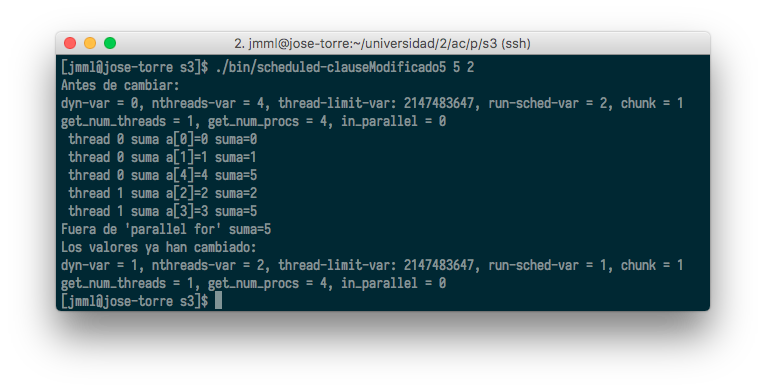 2. jmml@jose-torre:~/universidad/2/ac/p/s3 (ssh)
[jmml@jose-torre s3]$ ./bin/scheduled-clauseModificado5 5 2
Antes de cambiar:
dyn-var = 0, nthreads-var = 4, thread-limit-var: 2147483647, run-sched-var = 2, chunk = 1
get_num_threads = 1, get_num_procs = 4, in_parallel = 0
 thread 0 suma a[0]=0 suma=0
 thread 0 suma a[1]=1 suma=1
 thread 0 suma a[4]=4 suma=5
 thread 1 suma a[2]=2 suma=2
 thread 1 suma a[3]=3 suma=5
Fuera de 'parallel for' suma=5
Los valores ya han cambiado:
dyn-var = 1, nthreads-var = 2, thread-limit-var: 2147483647, run-sched-var = 1, chunk = 1
get_num_threads = 1, get_num_procs = 4, in_parallel = 0
[jmml@jose-torre s3]$